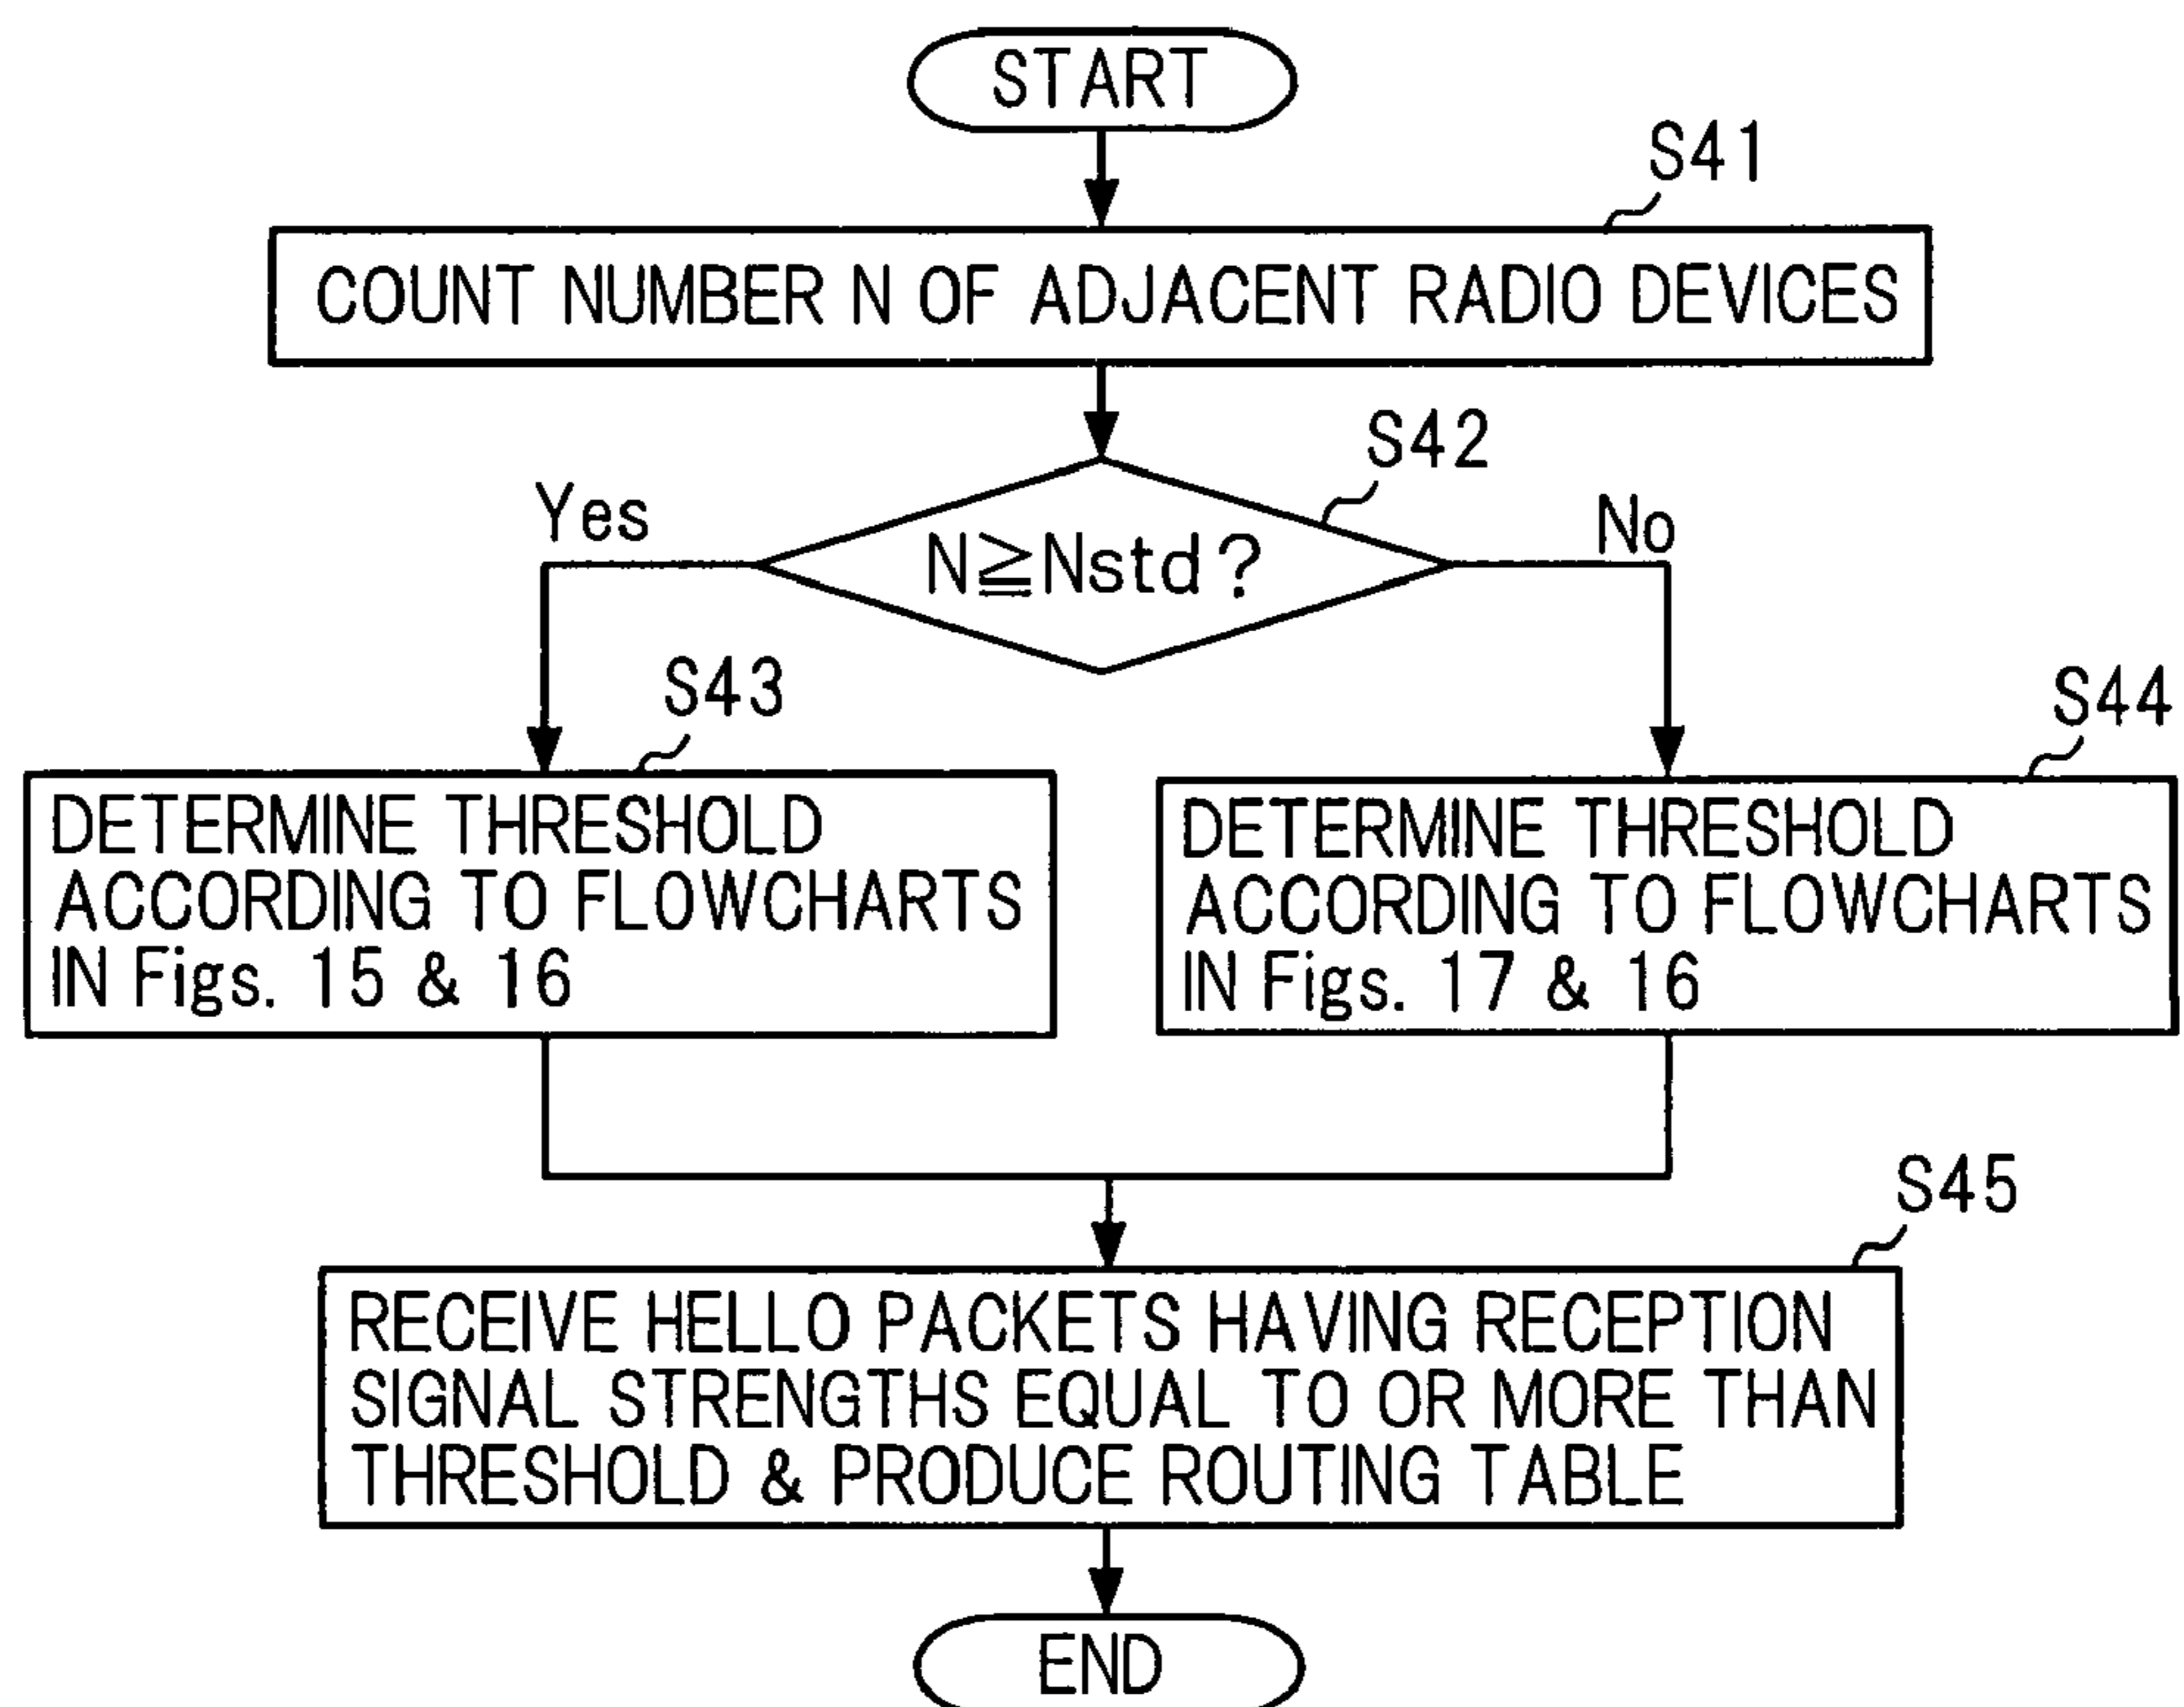 START
S41
COUNT NUMBER N OF ADJACENT RADIO DEVICES
S42
Yes
No
N≧Nstd?
S43
S44
DETERMINE THRESHOLD
ACCORDING TO FLOWCHARTS
IN Figs. 15 & 16
DETERMINE THRESHOLD
ACCORDING TO FLOWCHARTS
IN Figs. 17 & 16
S45
RECEIVE HELLO PACKETS HAVING RECEPTION
SIGNAL STRENGTHS EQUAL TO OR MORE THAN
THRESHOLD & PRODUCE ROUTING TABLE
END